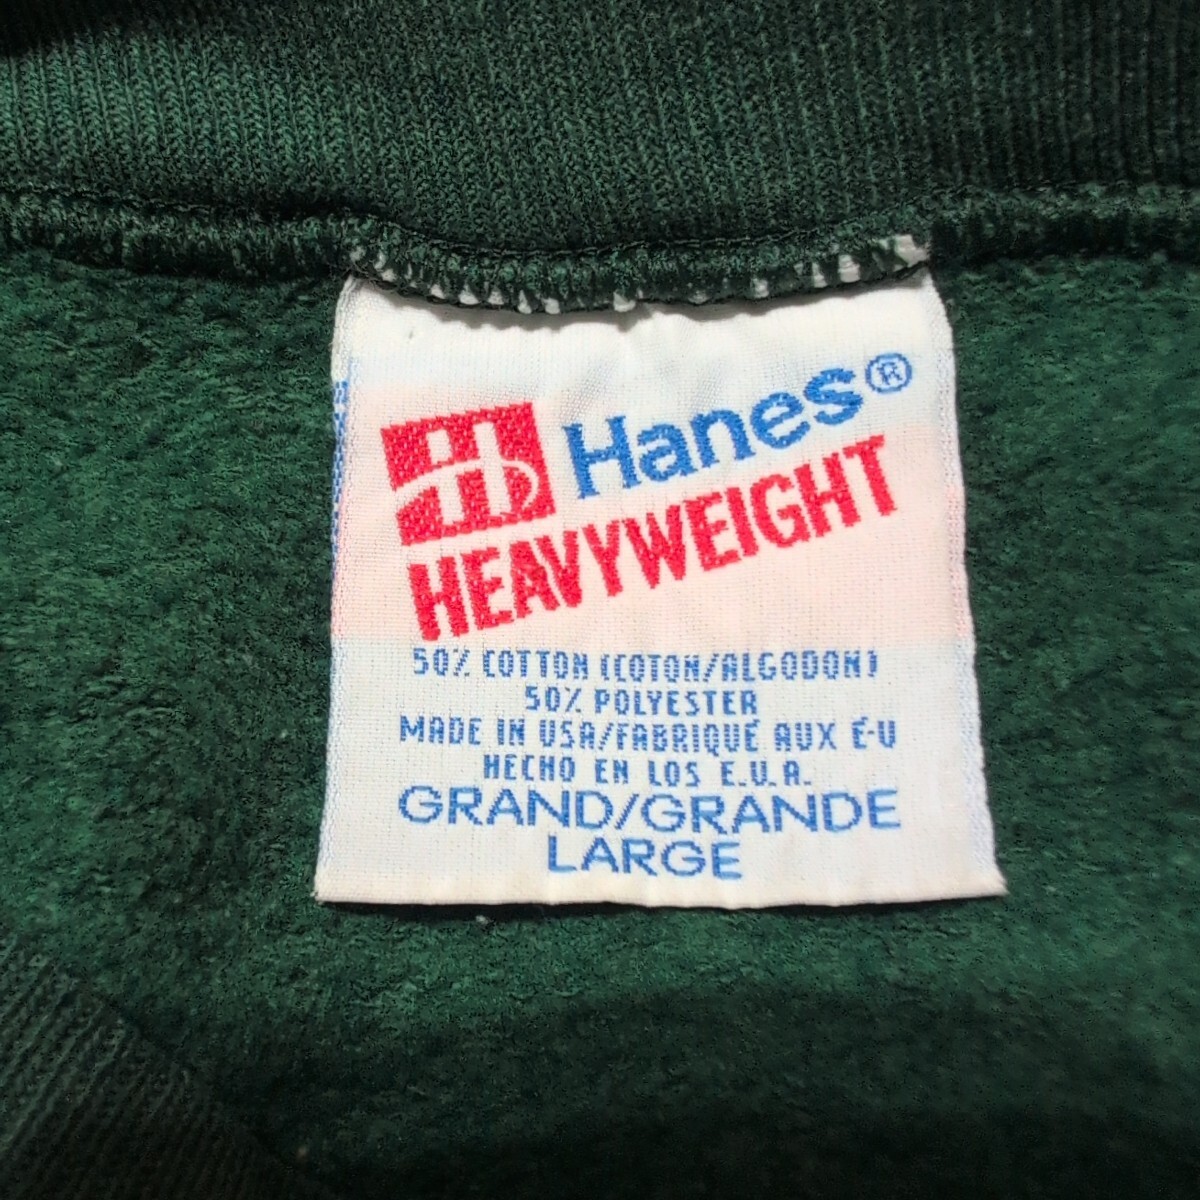 Hanes®
HEAVYWEIGHT
50% COTTON (COTON/ALGODON)
50% POLYESTER
MADE IN USA/FABRIQUÉ AUX É-U
HECHO EN LOS E.U.A.
GRAND/GRANDE
LARGE